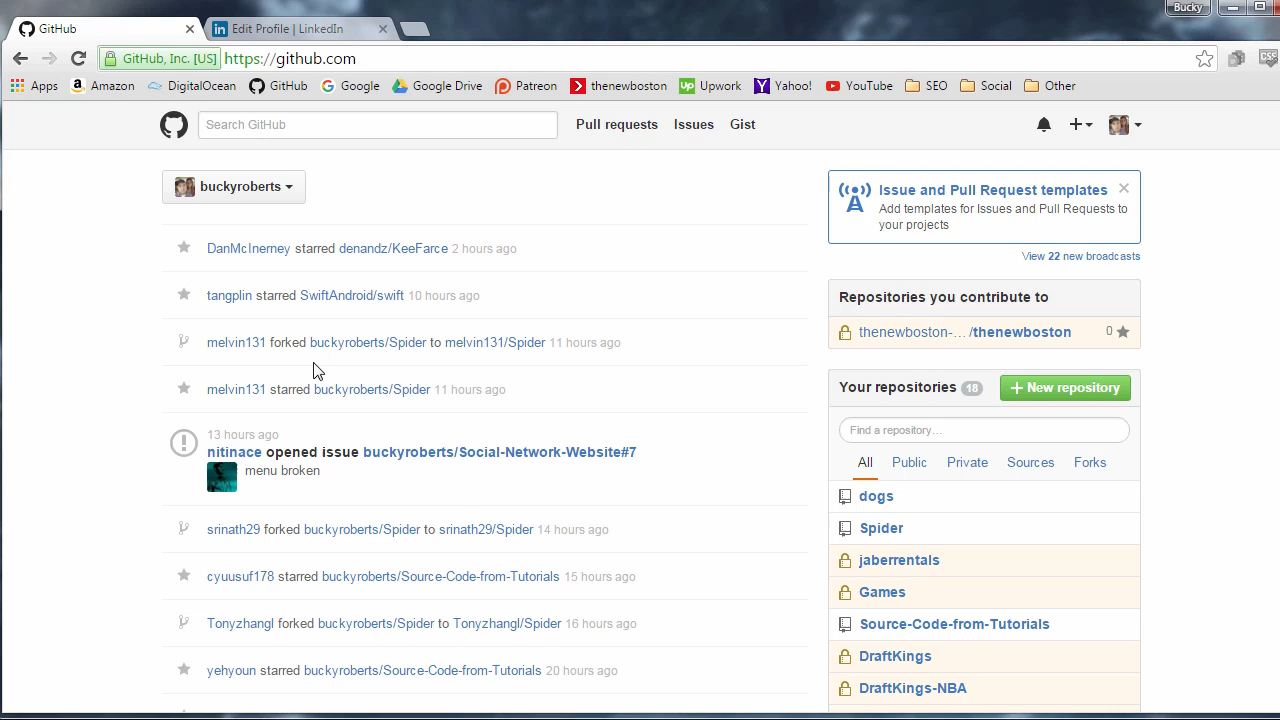 Bucky
GitHub
Edit Profile | LinkedIn
GitHub, Inc. [US] https://github.com
Apps Amazon DigitalOcean GitHub Google Google Drive Patreon thenewboston Upwork Yahoo! YouTube SEO Social Other
Search GitHub Pull requests Issues Gist
buckyroberts
DanMcInerney starred denandz/KeeFarce 2 hours ago
tangplin starred SwiftAndroid/swift 10 hours ago
melvin131 forked buckyroberts/Spider to melvin131/Spider 11 hours ago
melvin131 starred buckyroberts/Spider 11 hours ago
13 hours ago
nitinace opened issue buckyroberts/Social-Network-Website#7
menu broken
srinath29 forked buckyroberts/Spider to srinath29/Spider 14 hours ago
cyuusuf178 starred buckyroberts/Source-Code-from-Tutorials 15 hours ago
Tonyzhangl forked buckyroberts/Spider to Tonyzhangl/Spider 16 hours ago
yehyoun starred buckyroberts/Source-Code-from-Tutorials 20 hours ago
Issue and Pull Request templates
Add templates for Issues and Pull Requests to
your projects
View 22 new broadcasts
Repositories you contribute to
thenewboston-… /thenewboston 0
Your repositories 18 New repository
Find a repository…
All Public Private Sources Forks
dogs
Spider
jaberrentals
Games
Source-Code-from-Tutorials
DraftKings
DraftKings-NBA
CSS
in
Up